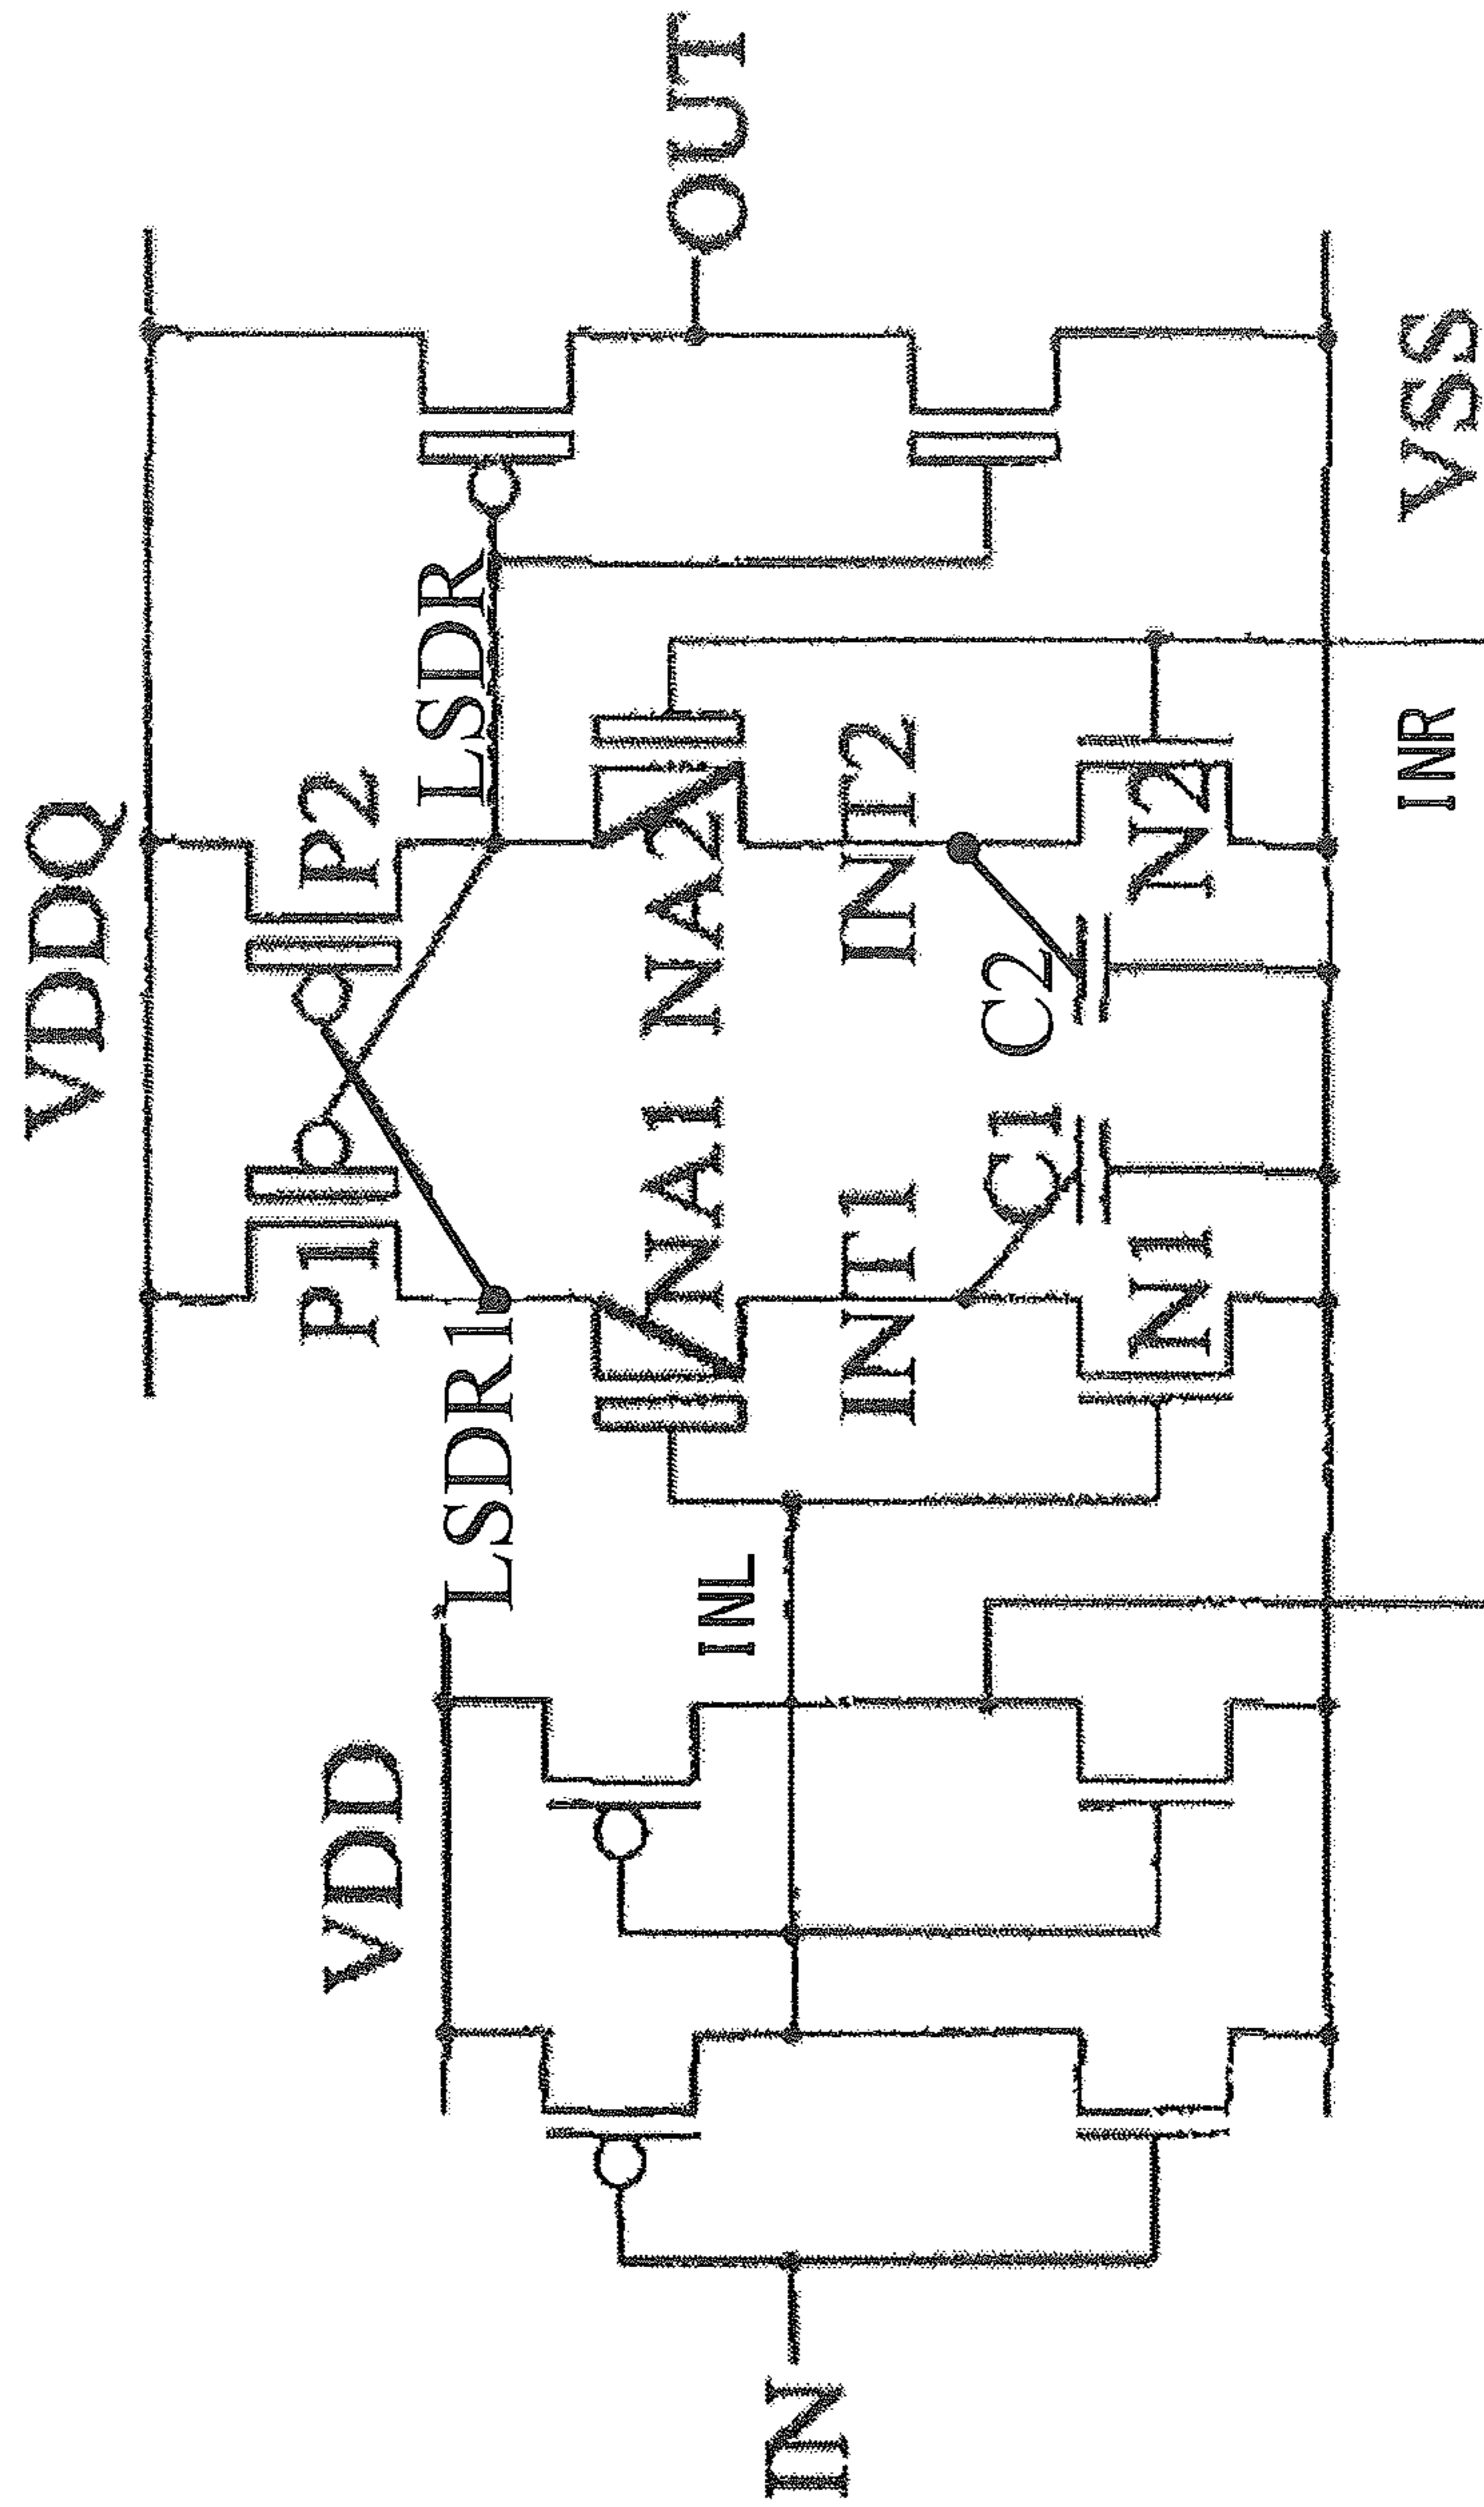 VDDQ
P1
P2
VDD
LSDR1
LSDR
OUT
NA1
NA2
INL
IN
INT1
INT2
C1
C2
N1
N2
VSS
INR